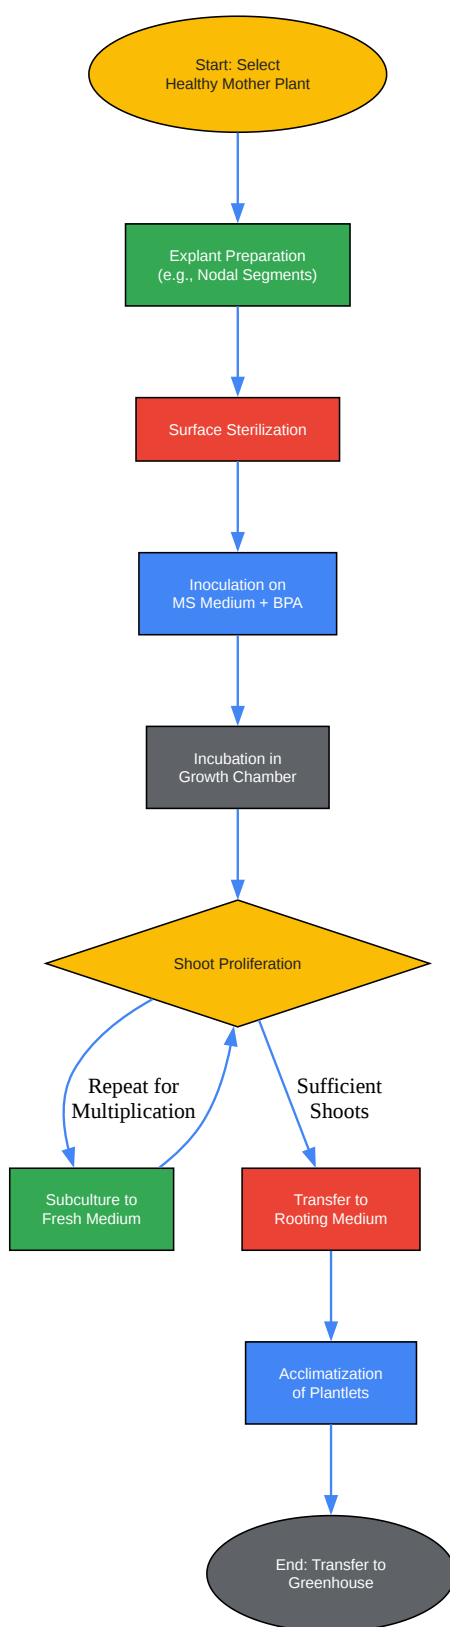 Start: Select
Healthy Mother Plant
Explant Preparation
(e.g., Nodal Segments)
Surface Sterilization
Inoculation on
MS Medium + BPA
Incubation in
Growth Chamber
Shoot Proliferation
Repeat for
Multiplication
Sufficient
Shoots
Subculture to
Fresh Medium
Transfer to
Rooting Medium
Acclimatization
of Plantlets
End: Transfer to
Greenhouse